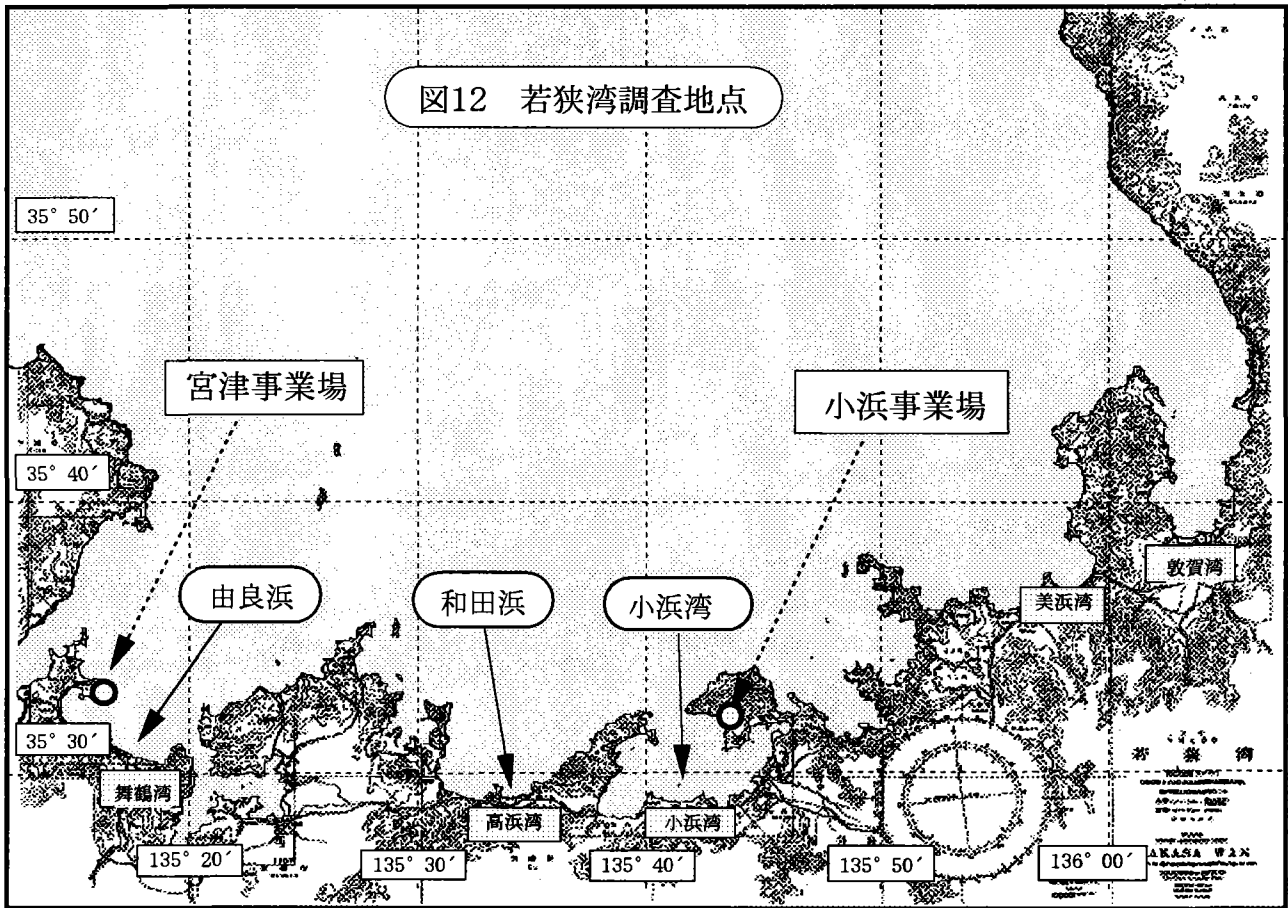 図12 若狭湾調査地点
35° 50′
宮津事業場
小浜事業場
35° 40′
敦賀湾
由良浜
和田浜
小浜湾
美浜湾
35° 30′
若狭湾
舞鶴湾
高浜湾
小浜湾
135° 20′
135° 30′
135° 40′
135° 50′
136° 00′